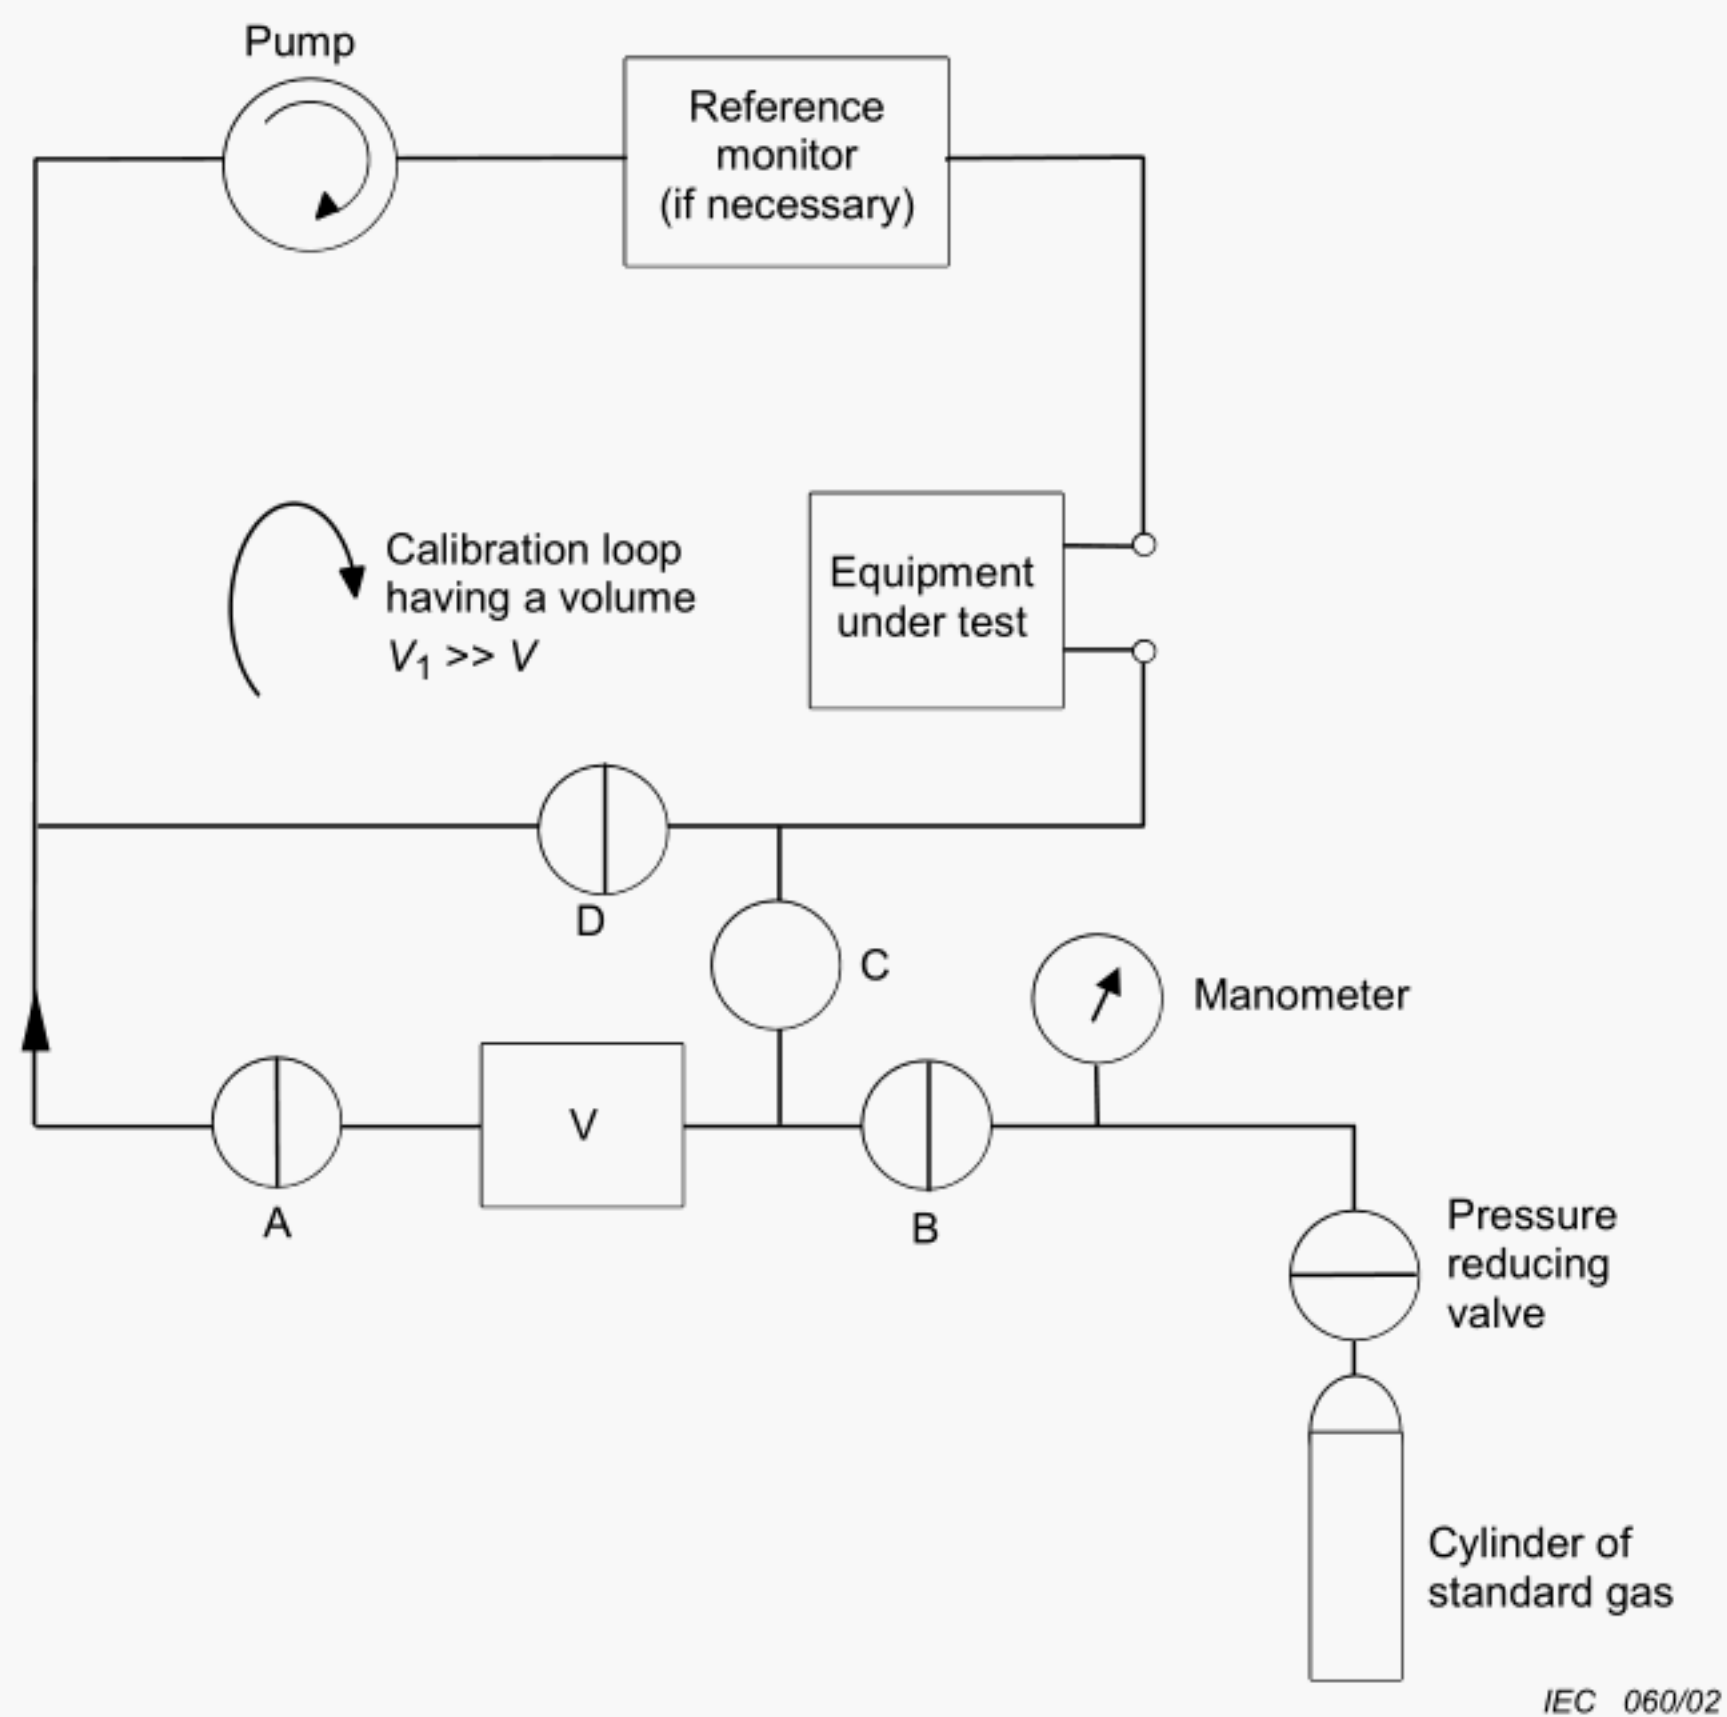 Pump
Reference
monitor
(if necessary)
Calibration loop
having a volume
V₁ >> V
Equipment
under test
D
C
Manometer
A
V
B
Pressure
reducing
valve
Cylinder of
standard gas
IEC 060/02